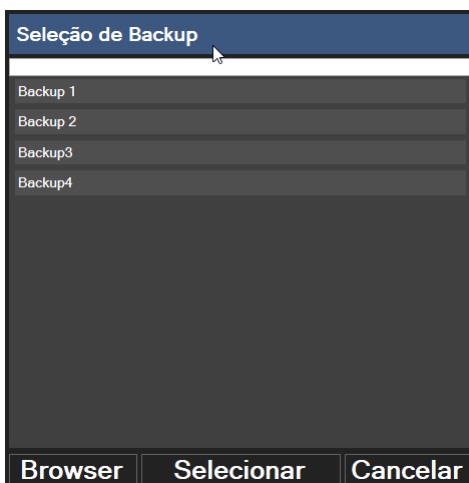 Seleção de Backup
Backup 1
Backup 2
Backup3
Backup4
Browser Selecionar Cancelar